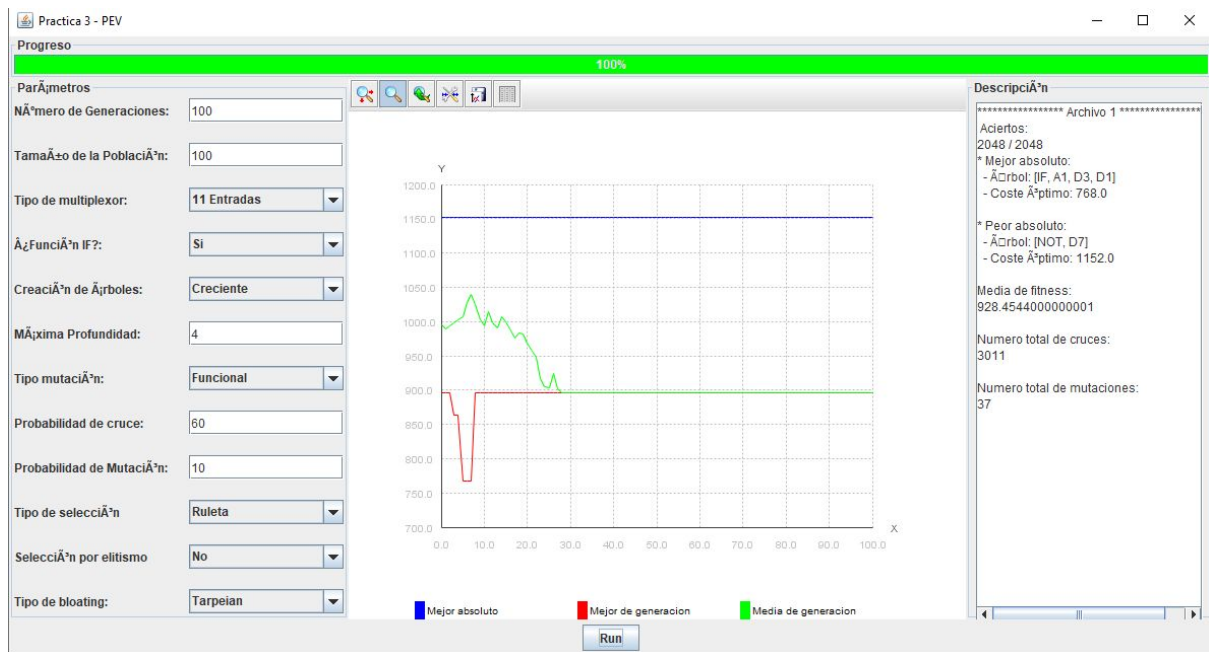 Practica 3 - PEV
Progreso
100%
ParÃ¡metros
NÃºmero de Generaciones: 100
TamaÃ±o de la PoblaciÃ³n: 100
Tipo de multiplexor: 11 Entradas
Â¿FunciÃ³n IF?: Si
CreaciÃ³n de Ã¡rboles: Creciente
MÃ¡xima Profundidad: 4
Tipo mutaciÃ³n: Funcional
Probabilidad de cruce: 60
Probabilidad de MutaciÃ³n: 10
Tipo de selecciÃ³n Ruleta
SelecciÃ³n por elitismo No
Tipo de bloating: Tarpeian
Y
1200.0
1150.0
1100.0
1050.0
1000.0
950.0
900.0
850.0
800.0
750.0
700.0
X
0.0 10.0 20.0 30.0 40.0 50.0 60.0 70.0 80.0 90.0 100.0
Mejor absoluto Mejor de generacion Media de generacion
DescripciÃ³n
***************** Archivo 1 ****************
Aciertos:
2048 / 2048
* Mejor absoluto:
- Ã□rbol: [IF, A1, D3, D1]
- Coste Ã³ptimo: 768.0
* Peor absoluto:
- Ã□rbol: [NOT, D7]
- Coste Ã³ptimo: 1152.0
Media de fitness:
928.4544000000001
Numero total de cruces:
3011
Numero total de mutaciones:
37
Run